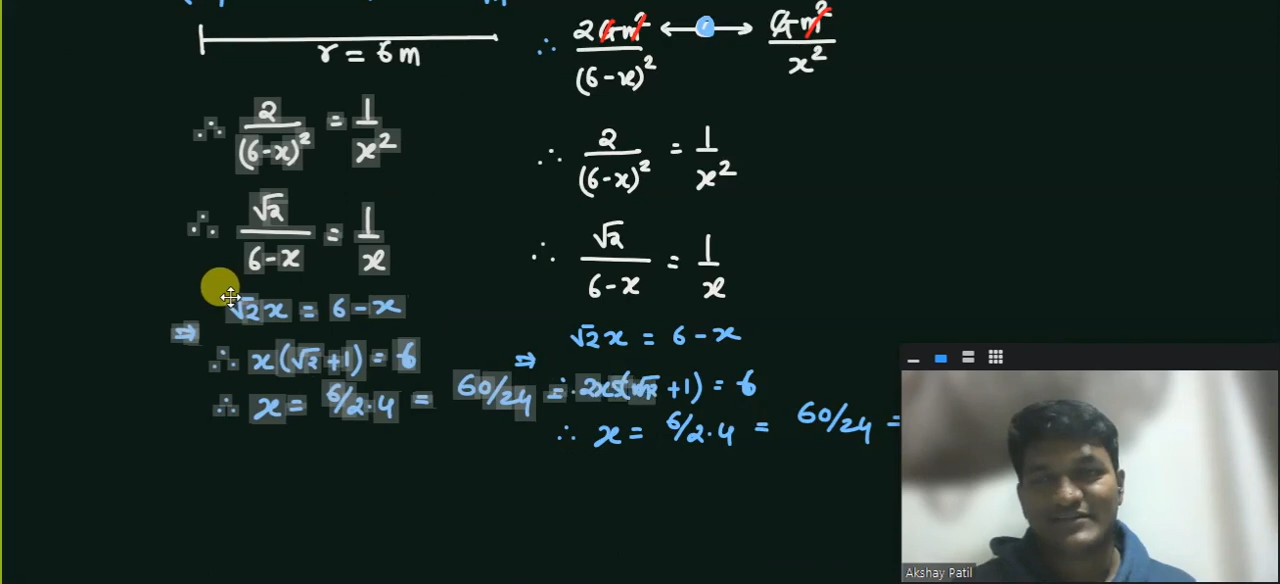 r = 6 m
∴ 2Gm²/(6-x)² ⟷ Gm²/x²
∴ 2/(6-x)² = 1/x²
∴ √2/(6-x) = 1/x
√2x = 6-x
⇒
∴ x(√2+1) = 6
∴ x = 6/2.4 = 60/24 =
∴ 2/(6-x)² = 1/x²
∴ √2/(6-x) = 1/x
√2x = 6-x
⇒
∴ x(√2+1) = 6
∴ x = 6/2.4 = 60/24 =
Akshay Patil